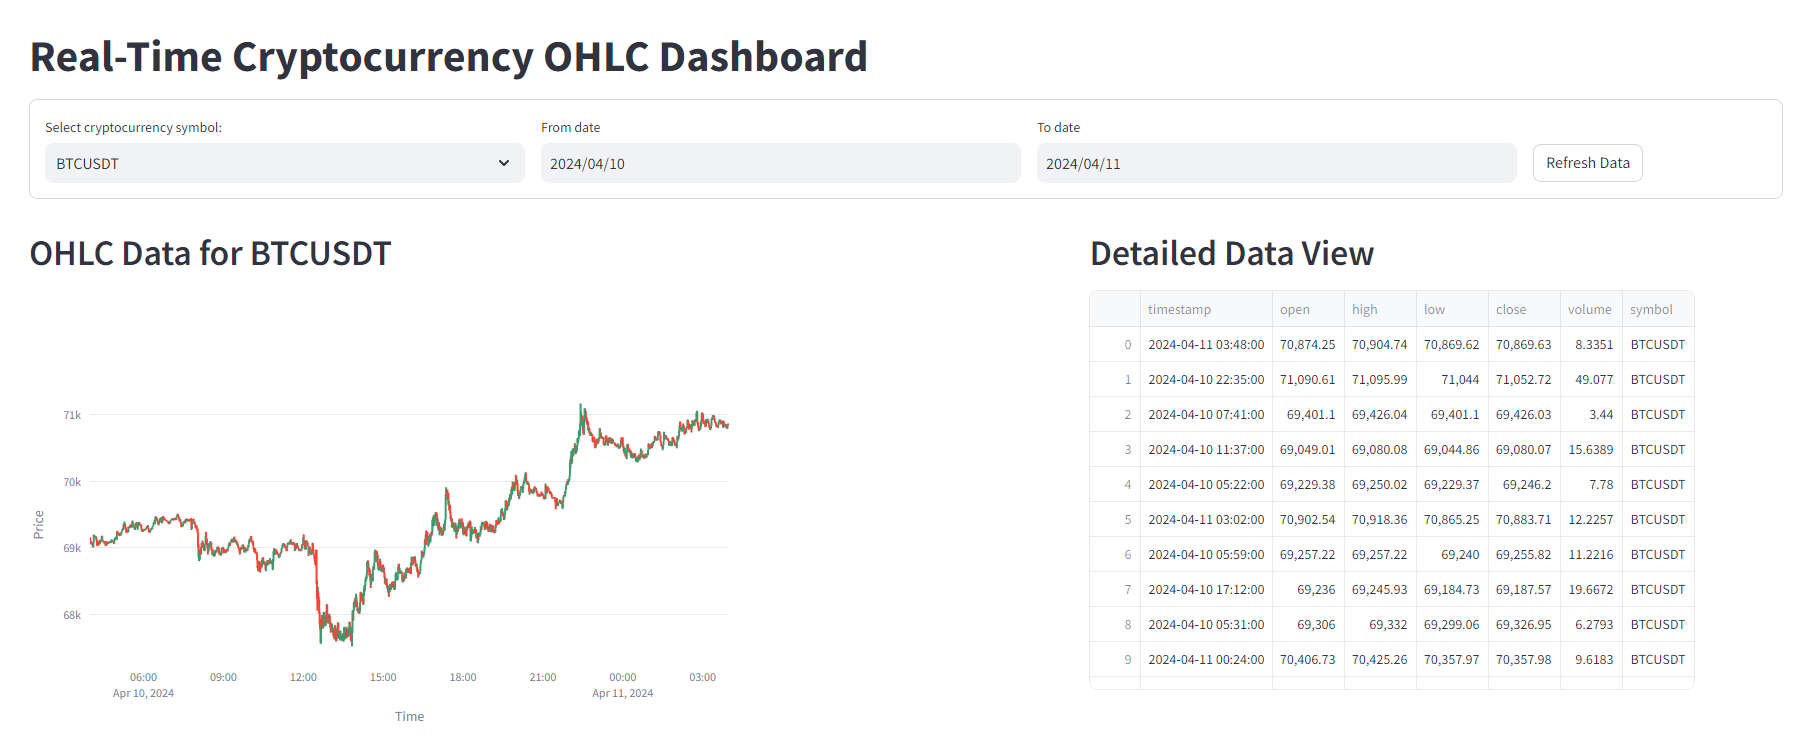 Real-Time Cryptocurrency OHLC Dashboard
Select cryptocurrency symbol: From date To date
BTCUSDT 2024/04/10 2024/04/11 Refresh Data
OHLC Data for BTCUSDT
71k
70k
69k
68k
Price
06:00 09:00 12:00 15:00 18:00 21:00 00:00 03:00
Apr 10, 2024 Apr 11, 2024
Time
Detailed Data View
timestamp open high low close volume symbol
0 2024-04-11 03:48:00 70,874.25 70,904.74 70,869.62 70,869.63 8.3351 BTCUSDT
1 2024-04-10 22:35:00 71,090.61 71,095.99 71,044 71,052.72 49.077 BTCUSDT
2 2024-04-10 07:41:00 69,401.1 69,426.04 69,401.1 69,426.03 3.44 BTCUSDT
3 2024-04-10 11:37:00 69,049.01 69,080.08 69,044.86 69,080.07 15.6389 BTCUSDT
4 2024-04-10 05:22:00 69,229.38 69,250.02 69,229.37 69,246.2 7.78 BTCUSDT
5 2024-04-11 03:02:00 70,902.54 70,918.36 70,865.25 70,883.71 12.2257 BTCUSDT
6 2024-04-10 05:59:00 69,257.22 69,257.22 69,240 69,255.82 11.2216 BTCUSDT
7 2024-04-10 17:12:00 69,236 69,245.93 69,184.73 69,187.57 19.6672 BTCUSDT
8 2024-04-10 05:31:00 69,306 69,332 69,299.06 69,326.95 6.2793 BTCUSDT
9 2024-04-11 00:24:00 70,406.73 70,425.26 70,357.97 70,357.98 9.6183 BTCUSDT